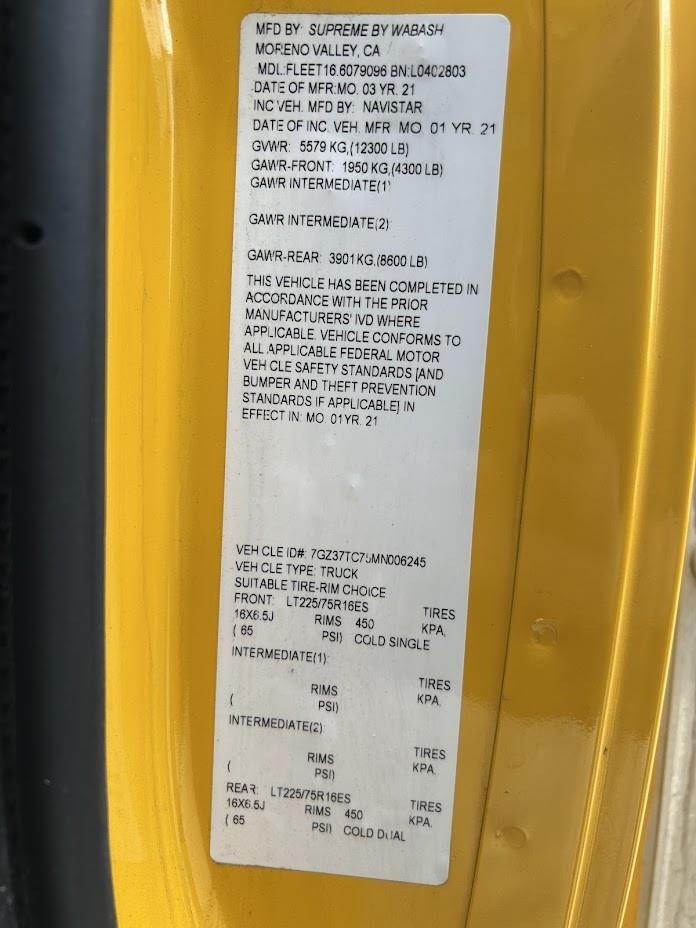 MFD BY: SUPREME BY WABASH
MORENO VALLEY, CA
MDL:FLEET16.6079096 BN:L0402803
DATE OF MFR:MO. 03 YR. 21
INC VEH. MFD BY: NAVISTAR
DATE OF INC. VEH. MFR MO. 01 YR. 21
GVWR: 5579 KG,(12300 LB)
GAWR-FRONT: 1950 KG,(4300 LB)
GAWR INTERMEDIATE(1)
GAWR INTERMEDIATE(2)
GAWR-REAR: 3901KG,(8600 LB)
THIS VEHICLE HAS BEEN COMPLETED IN
ACCORDANCE WITH THE PRIOR
MANUFACTURERS' IVD WHERE
APPLICABLE. VEHICLE CONFORMS TO
ALL APPLICABLE FEDERAL MOTOR
VEH CLE SAFETY STANDARDS [AND
BUMPER AND THEFT PREVENTION
STANDARDS IF APPLICABLE] IN
EFFECT IN: MO. 01YR. 21
VEH CLE ID#: 7GZ37TC75MN006245
VEH CLE TYPE: TRUCK
SUITABLE TIRE-RIM CHOICE
FRONT: LT225/75R16ES TIRES
16X6.5J RIMS 450 KPA.
( 65 PSI) COLD SINGLE
INTERMEDIATE(1):
TIRES
RIMS KPA.
( PSI)
INTERMEDIATE(2)
TIRES
RIMS KPA.
( PSI)
REAR: LT225/75R16ES TIRES
16X6.5J RIMS 450 KPA.
( 65 PSI) COLD DUAL